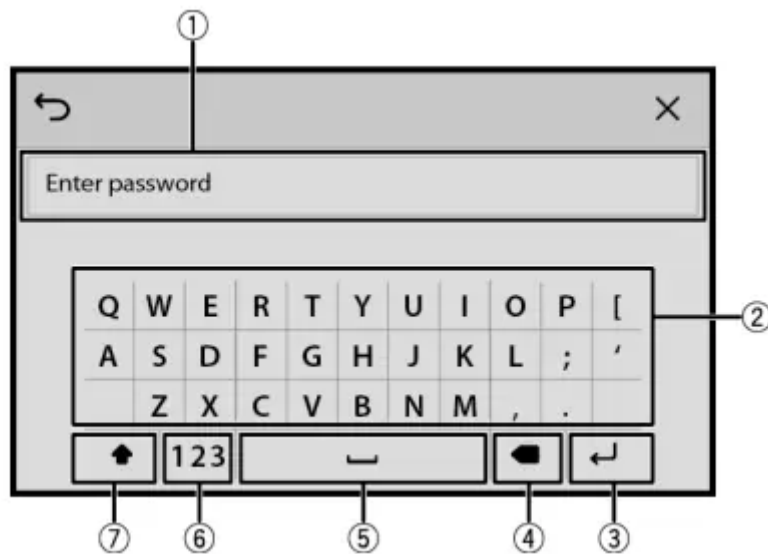 ①
Enter password
Q W E R T Y U I O P [
②
A S D F G H J K L ; ‘
Z X C V B N M , .
123
⑦ ⑥ ⑤ ④ ③